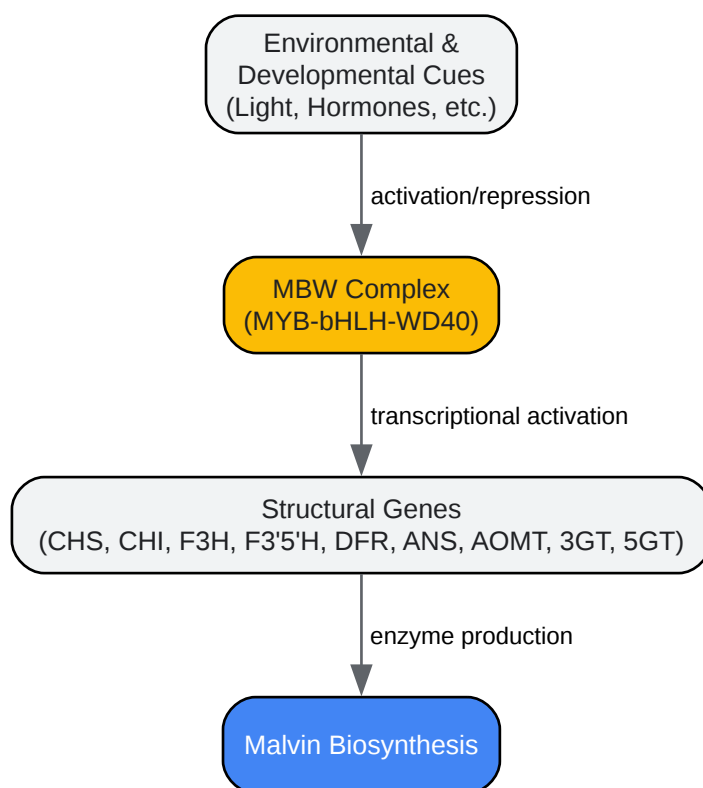 Environmental &
Developmental Cues
(Light, Hormones, etc.)
activation/repression
MBW Complex
(MYB-bHLH-WD40)
transcriptional activation
Structural Genes
(CHS, CHI, F3H, F3'5'H, DFR, ANS, AOMT, 3GT, 5GT)
enzyme production
Malvin Biosynthesis